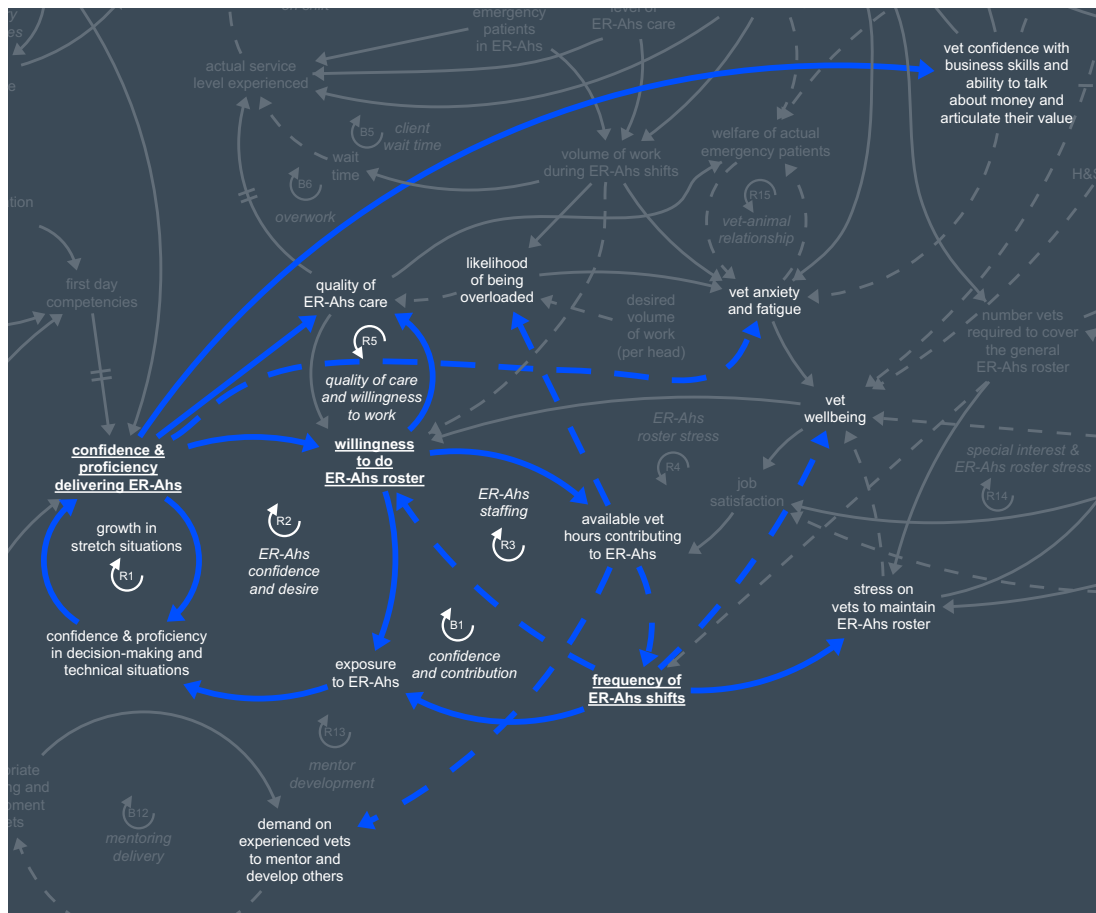 emergency
patients
in ER-Ahs
level of
ER-Ahs care
actual service
level experienced
vet confidence with
business skills and
ability to talk
about money and
articulate their value
B5
client
wait time
wait
time
volume of work
during ER-Ahs shifts
welfare of actual
emergency patients
B6
overwork
R15
vet-animal
relationship
H&S
first day
competencies
quality of
ER-Ahs care
likelihood
of being
overloaded
desired
volume
of work
(per head)
vet anxiety
and fatigue
number vets
required to cover
the general
ER-Ahs roster
R5
quality of care
and willingness
to work
vet
wellbeing
confidence &
proficiency
delivering ER-Ahs
willingness
to do
ER-Ahs roster
ER-Ahs
roster stress
R4
special interest &
ER-Ahs roster stress
R14
job
satisfaction
growth in
stretch situations
R1
R2
ER-Ahs
confidence
and desire
ER-Ahs
staffing
R3
available vet
hours contributing
to ER-Ahs
stress on
vets to maintain
ER-Ahs roster
B1
confidence
and contribution
confidence & proficiency
in decision-making and
technical situations
exposure
to ER-Ahs
frequency of
ER-Ahs shifts
R13
mentor
development
B12
mentoring
delivery
demand on
experienced vets
to mentor and
develop others